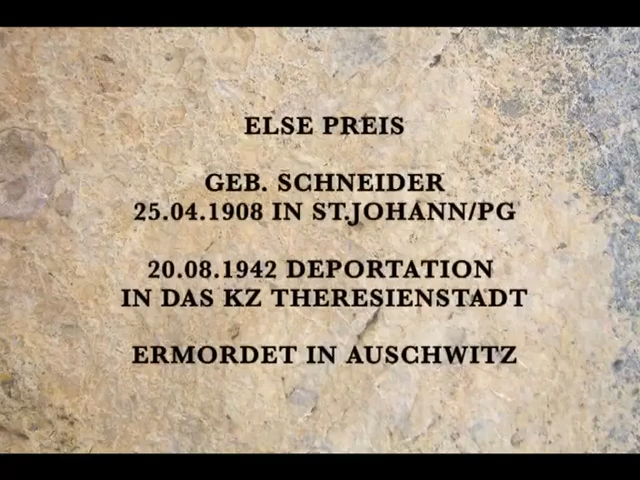 ELSE PREIS
GEB. SCHNEIDER
25.04.1908 IN ST.JOHANN/PG
20.08.1942 DEPORTATION
IN DAS KZ THERESIENSTADT
ERMORDET IN AUSCHWITZ